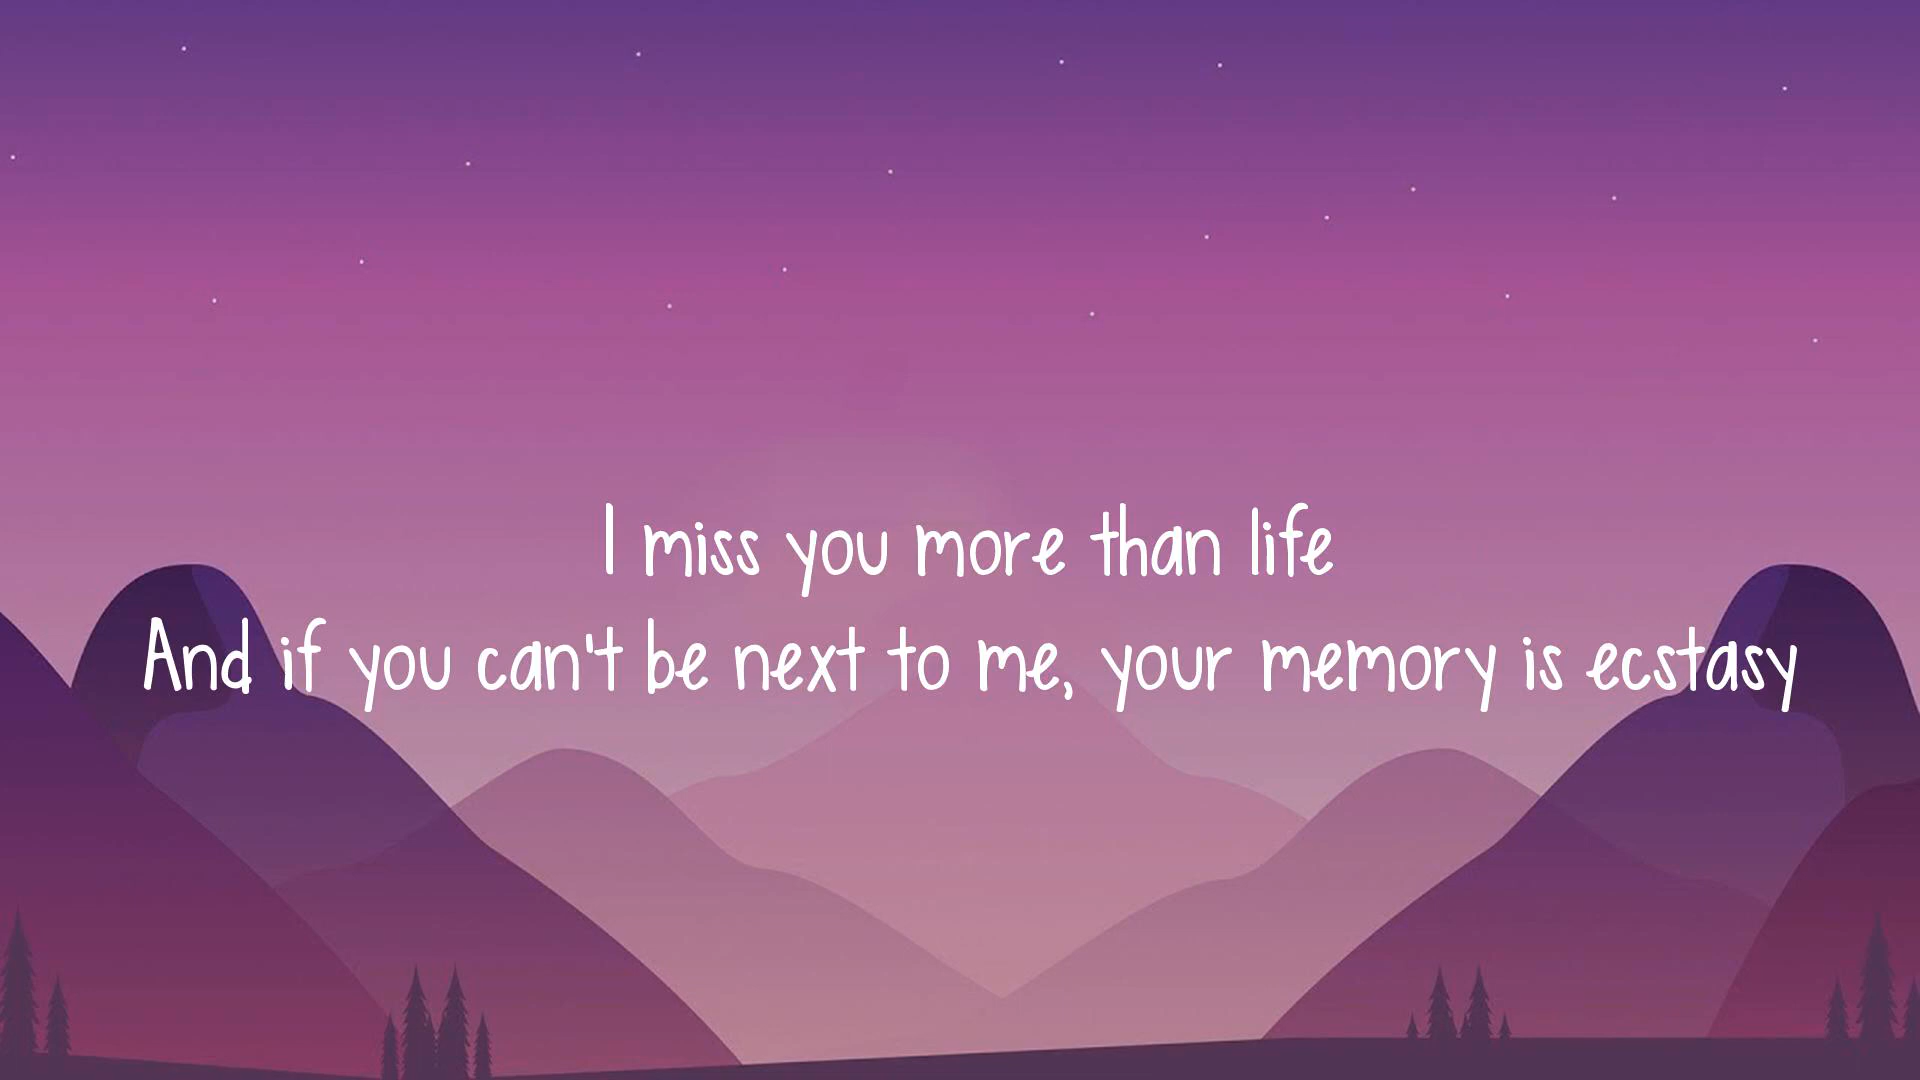 I miss you more than life
And if you can't be next to me, your memory is ecstasy